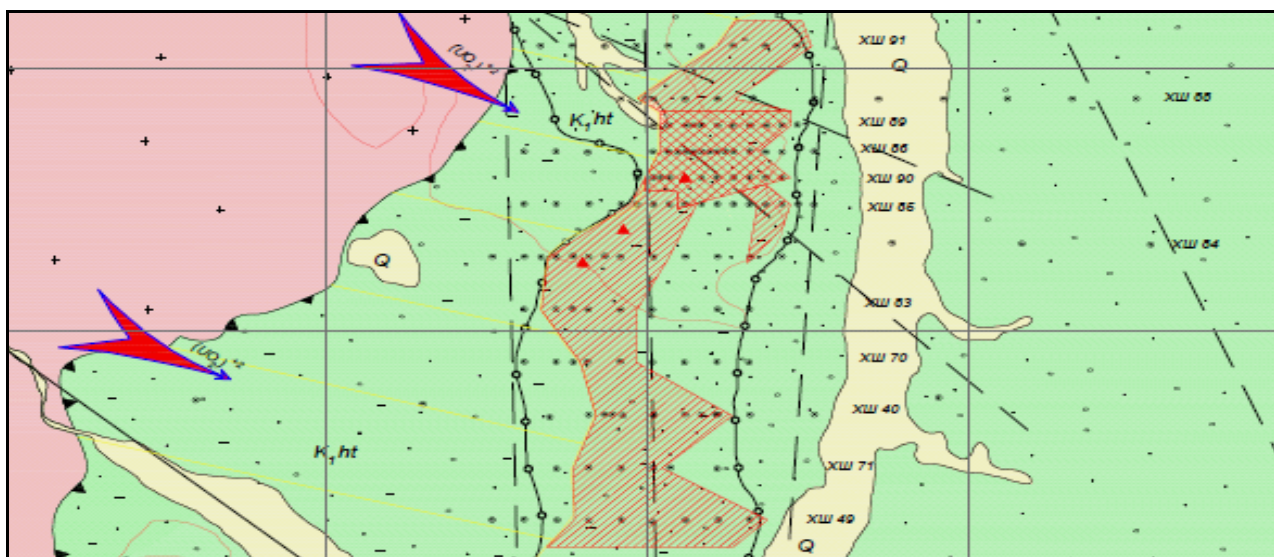 ХШ 91
Q
ХШ 88
K₁ht
ХШ 89
ХШ 86
ХШ 90
ХШ 85
ХШ 84
Q
ХШ 83
ХШ 70
ХШ 40
K₁ht
ХШ 71
ХШ 49
Q